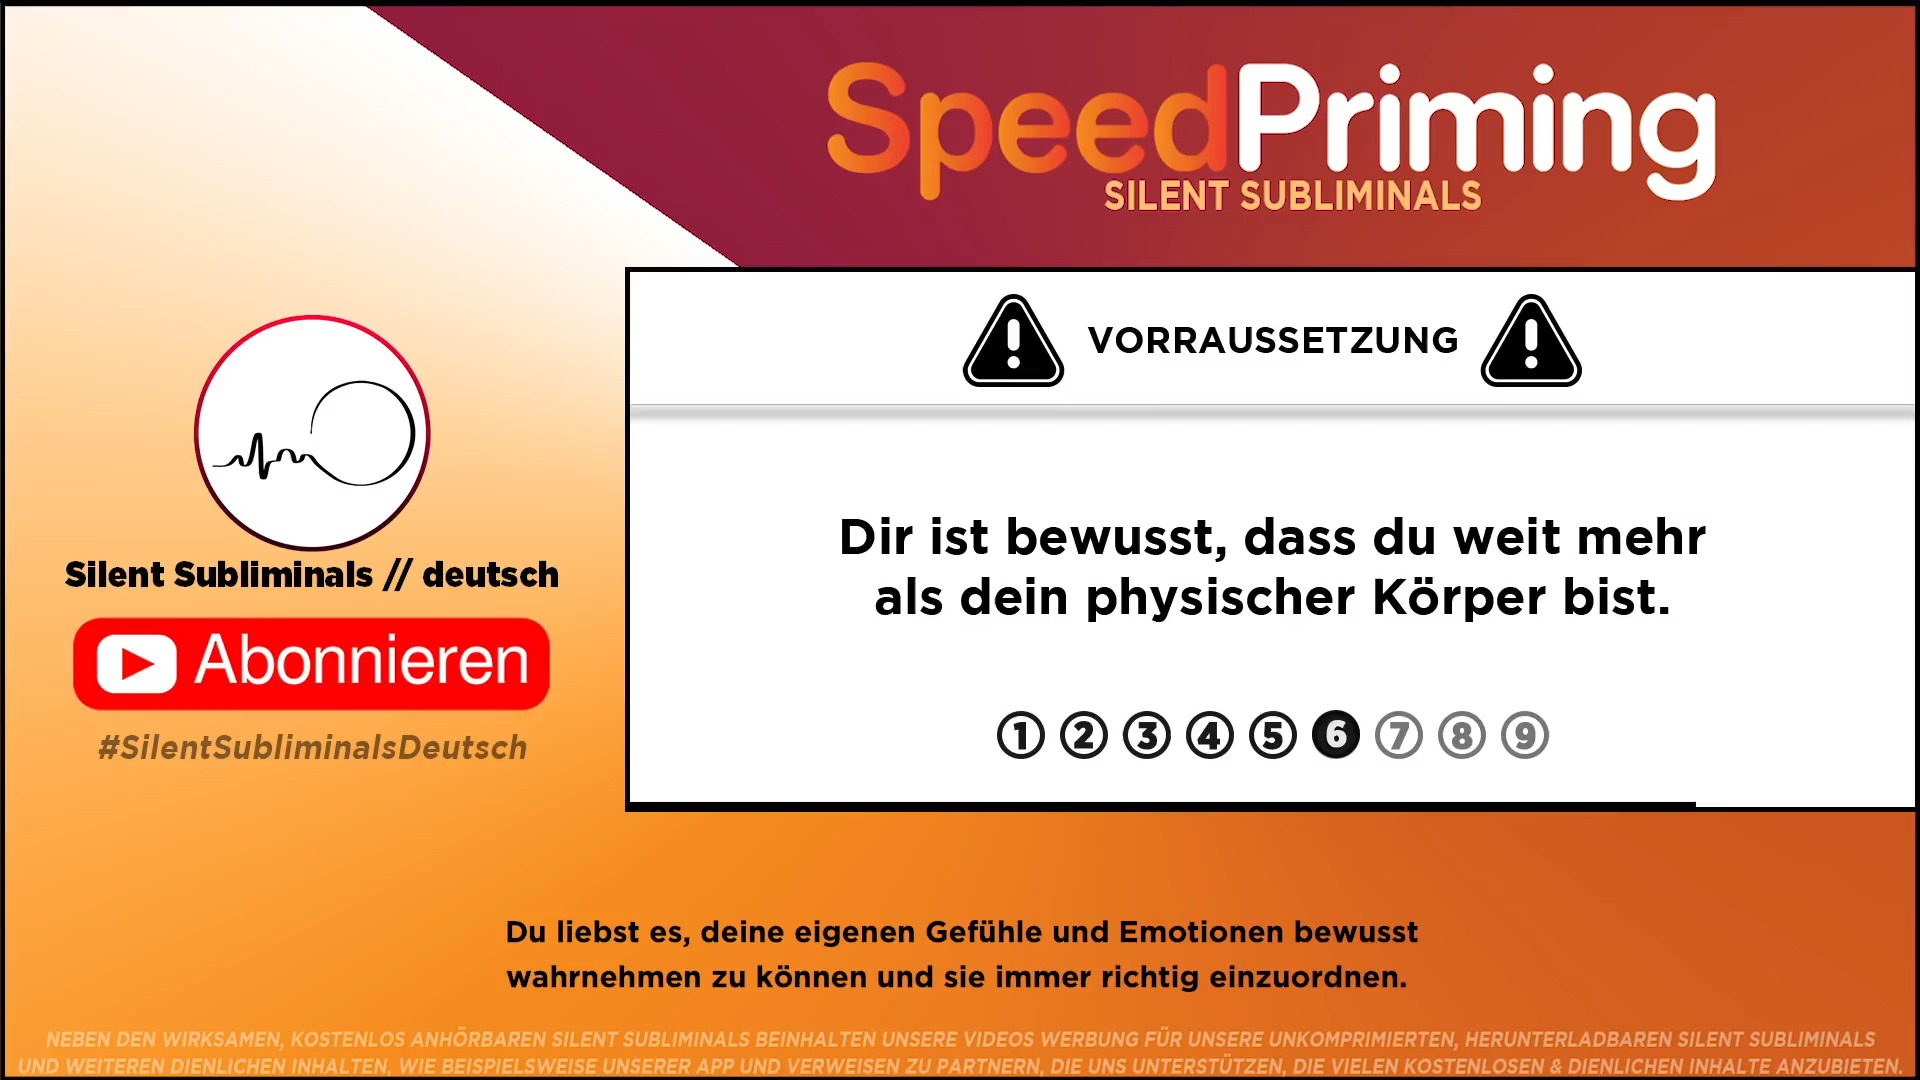 SpeedPriming
SILENT SUBLIMINALS
VORRAUSSETZUNG
Dir ist bewusst, dass du weit mehr
als dein physischer Körper bist.
1 2 3 4 5 6 7 8 9
Silent Subliminals // deutsch
Abonnieren
#SilentSubliminalsDeutsch
Du liebst es, deine eigenen Gefühle und Emotionen bewusst
wahrnehmen zu können und sie immer richtig einzuordnen.
NEBEN DEN WIRKSAMEN, KOSTENLOS ANHÖRBAREN SILENT SUBLIMINALS BEINHALTEN UNSERE VIDEOS WERBUNG FÜR UNSERE UNKOMPRIMIERTEN, HERUNTERLADBAREN SILENT SUBLIMINALS
UND WEITEREN DIENLICHEN INHALTEN, WIE BEISPIELSWEISE UNSERER APP UND VERWEISEN ZU PARTNERN, DIE UNS UNTERSTÜTZEN, DIE VIELEN KOSTENLOSEN & DIENLICHEN INHALTE ANZUBIETEN.